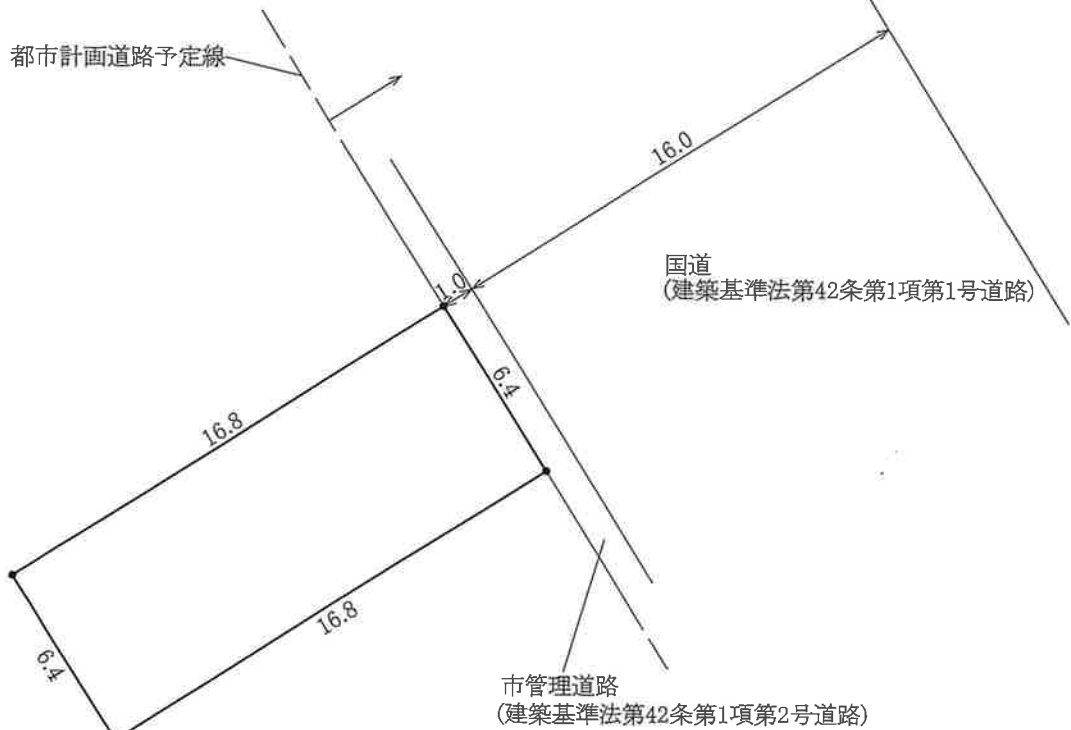 都市計画道路予定線
16.0
国道
(建築基準法第42条第1項第1号道路)
1.0
6.4
16.8
16.8
6.4
市管理道路
(建築基準法第42条第1項第2号道路)